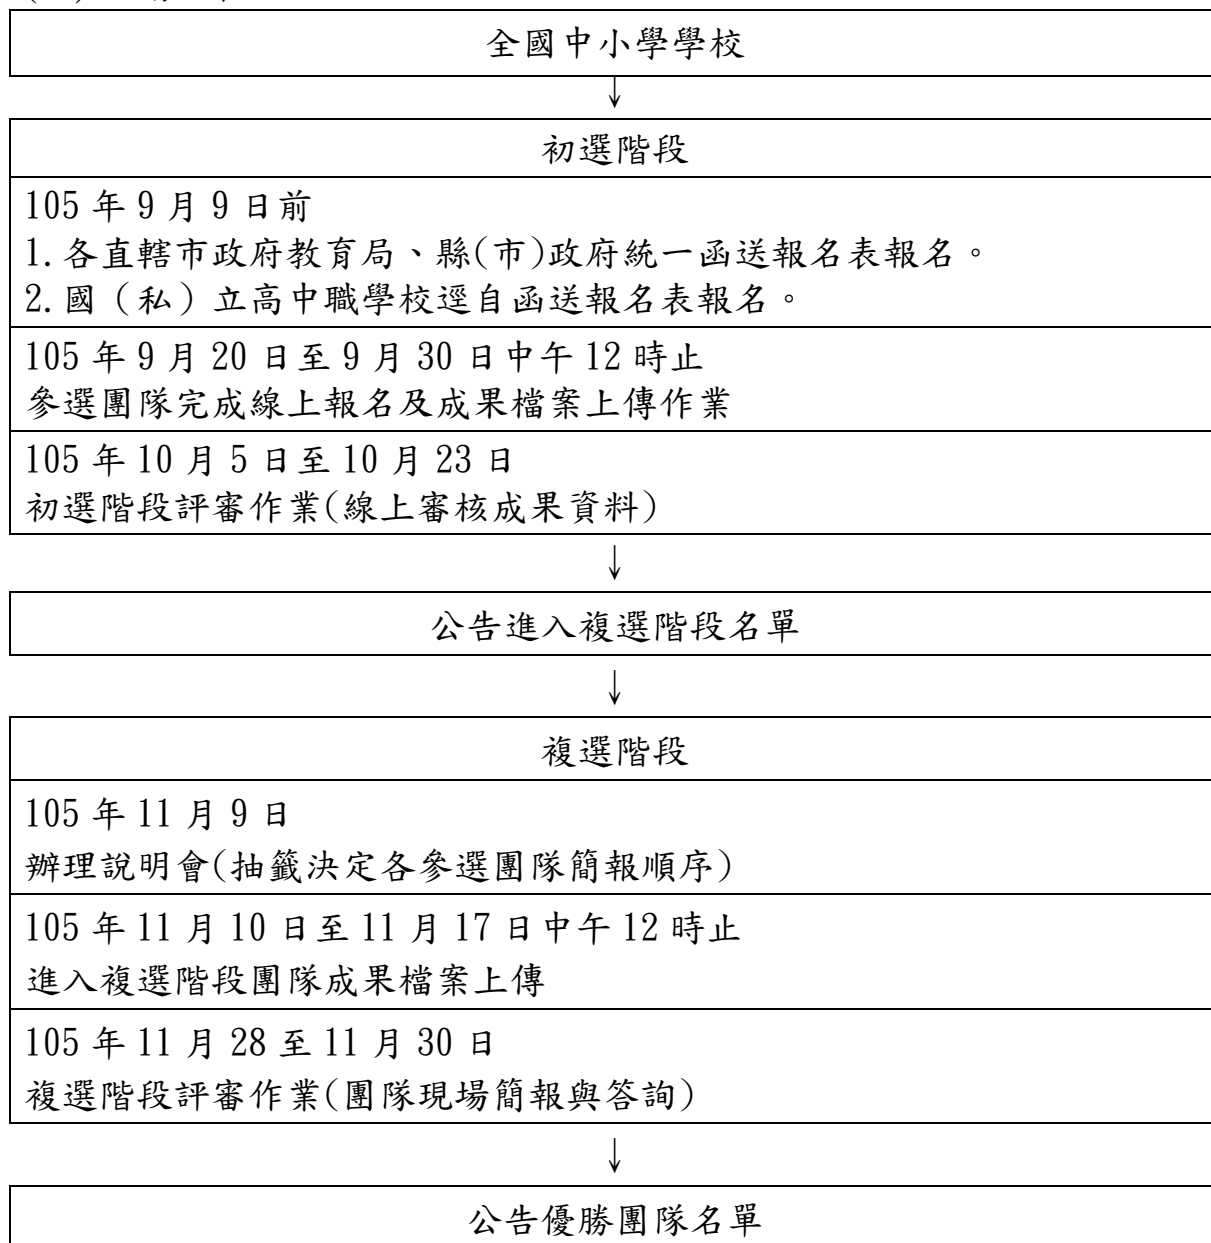 全國中小學學校
↓
初選階段
105 年 9 月 9 日前
1. 各直轄市政府教育局、縣(市)政府統一函送報名表報名。
2. 國（私）立高中職學校逕自函送報名表報名。
105 年 9 月 20 日至 9 月 30 日中午 12 時止
參選團隊完成線上報名及成果檔案上傳作業
105 年 10 月 5 日至 10 月 23 日
初選階段評審作業(線上審核成果資料)
↓
公告進入複選階段名單
↓
複選階段
105 年 11 月 9 日
辦理說明會(抽籤決定各參選團隊簡報順序)
105 年 11 月 10 日至 11 月 17 日中午 12 時止
進入複選階段團隊成果檔案上傳
105 年 11 月 28 至 11 月 30 日
複選階段評審作業(團隊現場簡報與答詢)
↓
公告優勝團隊名單